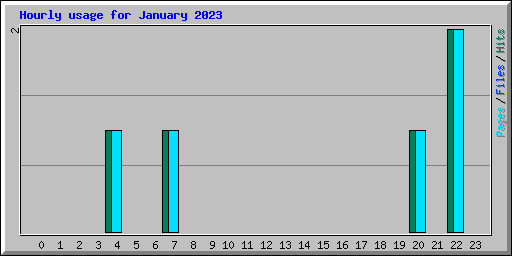 Hourly usage for January 2023
2
0 1 2 3 4 5 6 7 8 9 10 11 12 13 14 15 16 17 18 19 20 21 22 23
Pages/Files/Hits